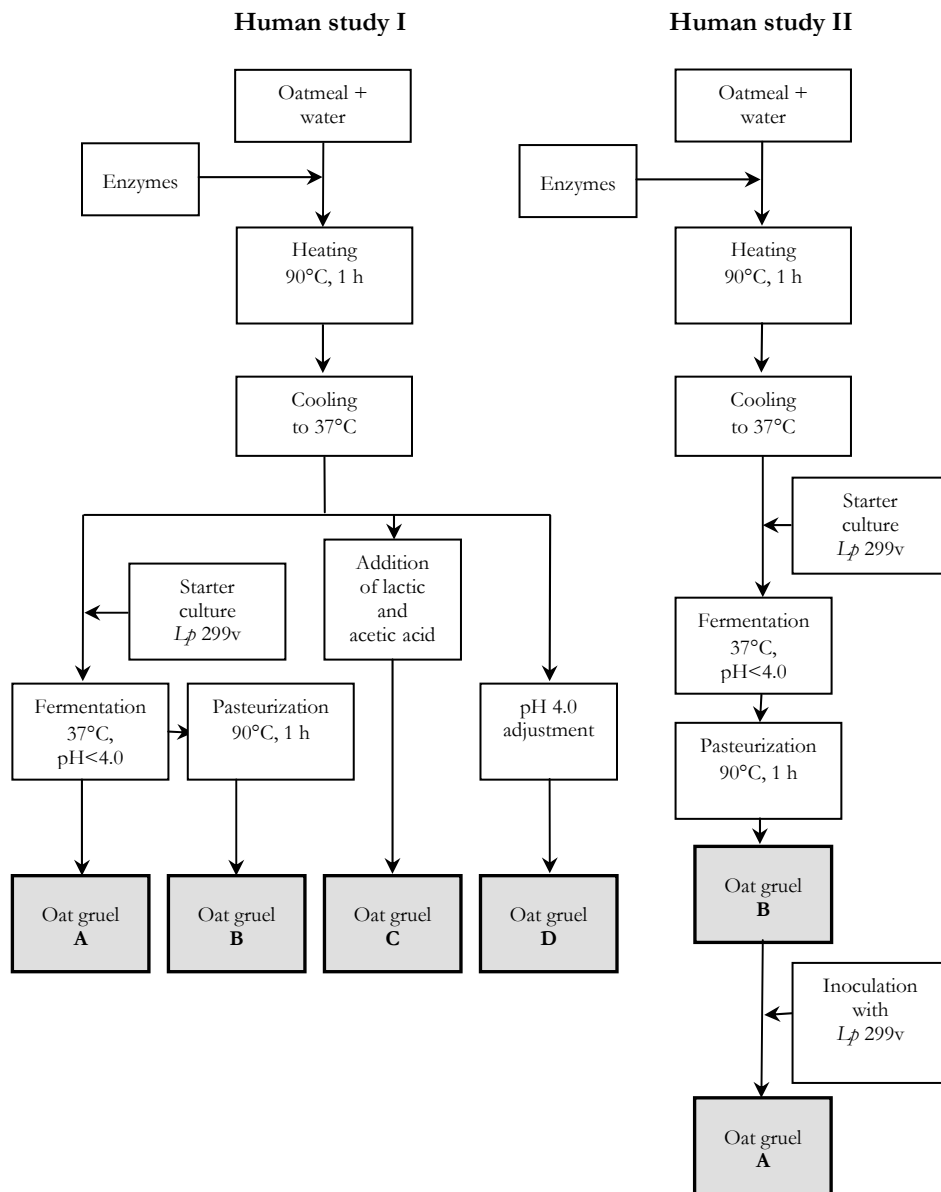 Human study I
Human study II
Oatmeal +
water
Enzymes
Heating
90°C, 1 h
Cooling
to 37°C
Starter
culture
Lp 299v
Addition
of lactic
and
acetic acid
Fermentation
37°C,
pH<4.0
Pasteurization
90°C, 1 h
pH 4.0
adjustment
Oat gruel
A
Oat gruel
B
Oat gruel
C
Oat gruel
D
Oatmeal +
water
Enzymes
Heating
90°C, 1 h
Cooling
to 37°C
Starter
culture
Lp 299v
Fermentation
37°C,
pH<4.0
Pasteurization
90°C, 1 h
Oat gruel
B
Inoculation
with
Lp 299v
Oat gruel
A